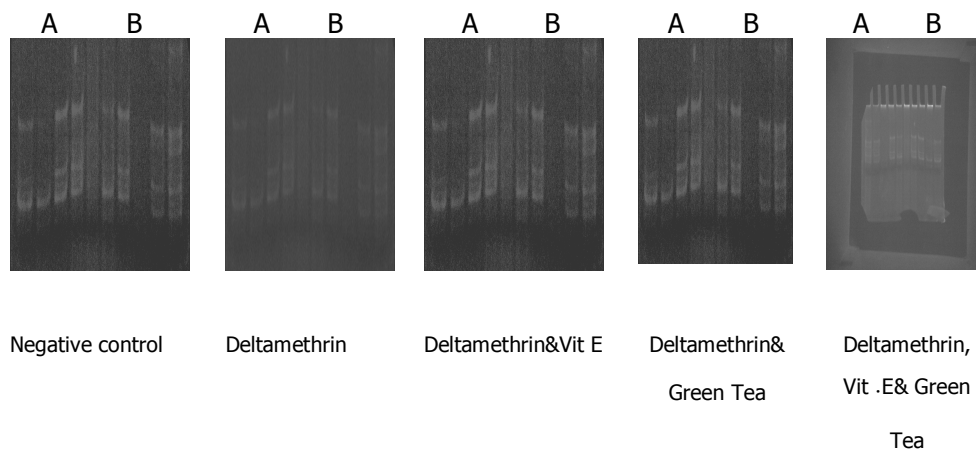 A B A B A B A B A B
Negative control Deltamethrin Deltamethrin&Vit E Deltamethrin& Deltamethrin,
Green Tea Vit .E& Green
Tea